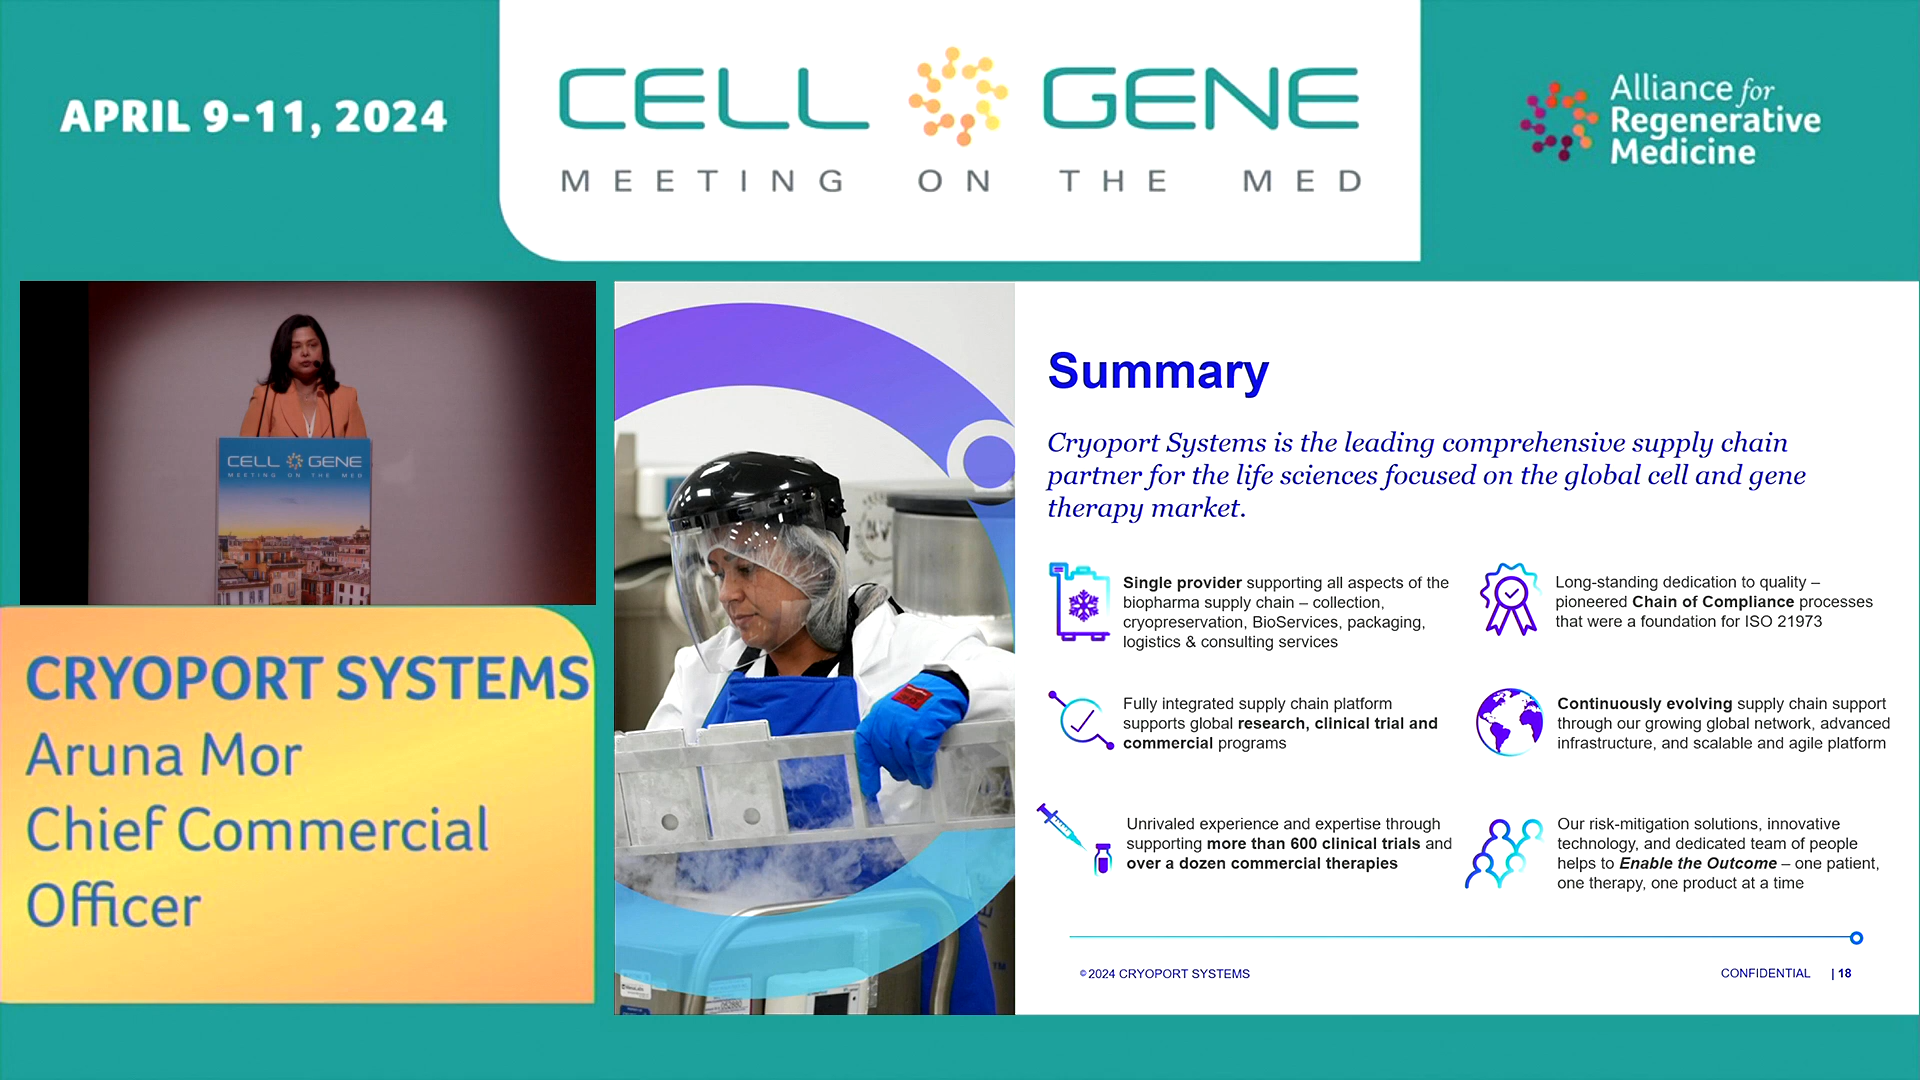 APRIL 9-11, 2024
CELL GENE
MEETING ON THE MED
Alliance for
Regenerative
Medicine
CELL GENE
MEETING ON THE MED
CRYOPORT SYSTEMS
Aruna Mor
Chief Commercial
Officer
Summary
Cryoport Systems is the leading comprehensive supply chain
partner for the life sciences focused on the global cell and gene
therapy market.
Single provider supporting all aspects of the
biopharma supply chain – collection,
cryopreservation, BioServices, packaging,
logistics & consulting services
Long-standing dedication to quality –
pioneered Chain of Compliance processes
that were a foundation for ISO 21973
Fully integrated supply chain platform
supports global research, clinical trial and
commercial programs
Continuously evolving supply chain support
through our growing global network, advanced
infrastructure, and scalable and agile platform
Unrivaled experience and expertise through
supporting more than 600 clinical trials and
over a dozen commercial therapies
Our risk-mitigation solutions, innovative
technology, and dedicated team of people
helps to Enable the Outcome – one patient,
one therapy, one product at a time
© 2024 CRYOPORT SYSTEMS
CONFIDENTIAL | 18